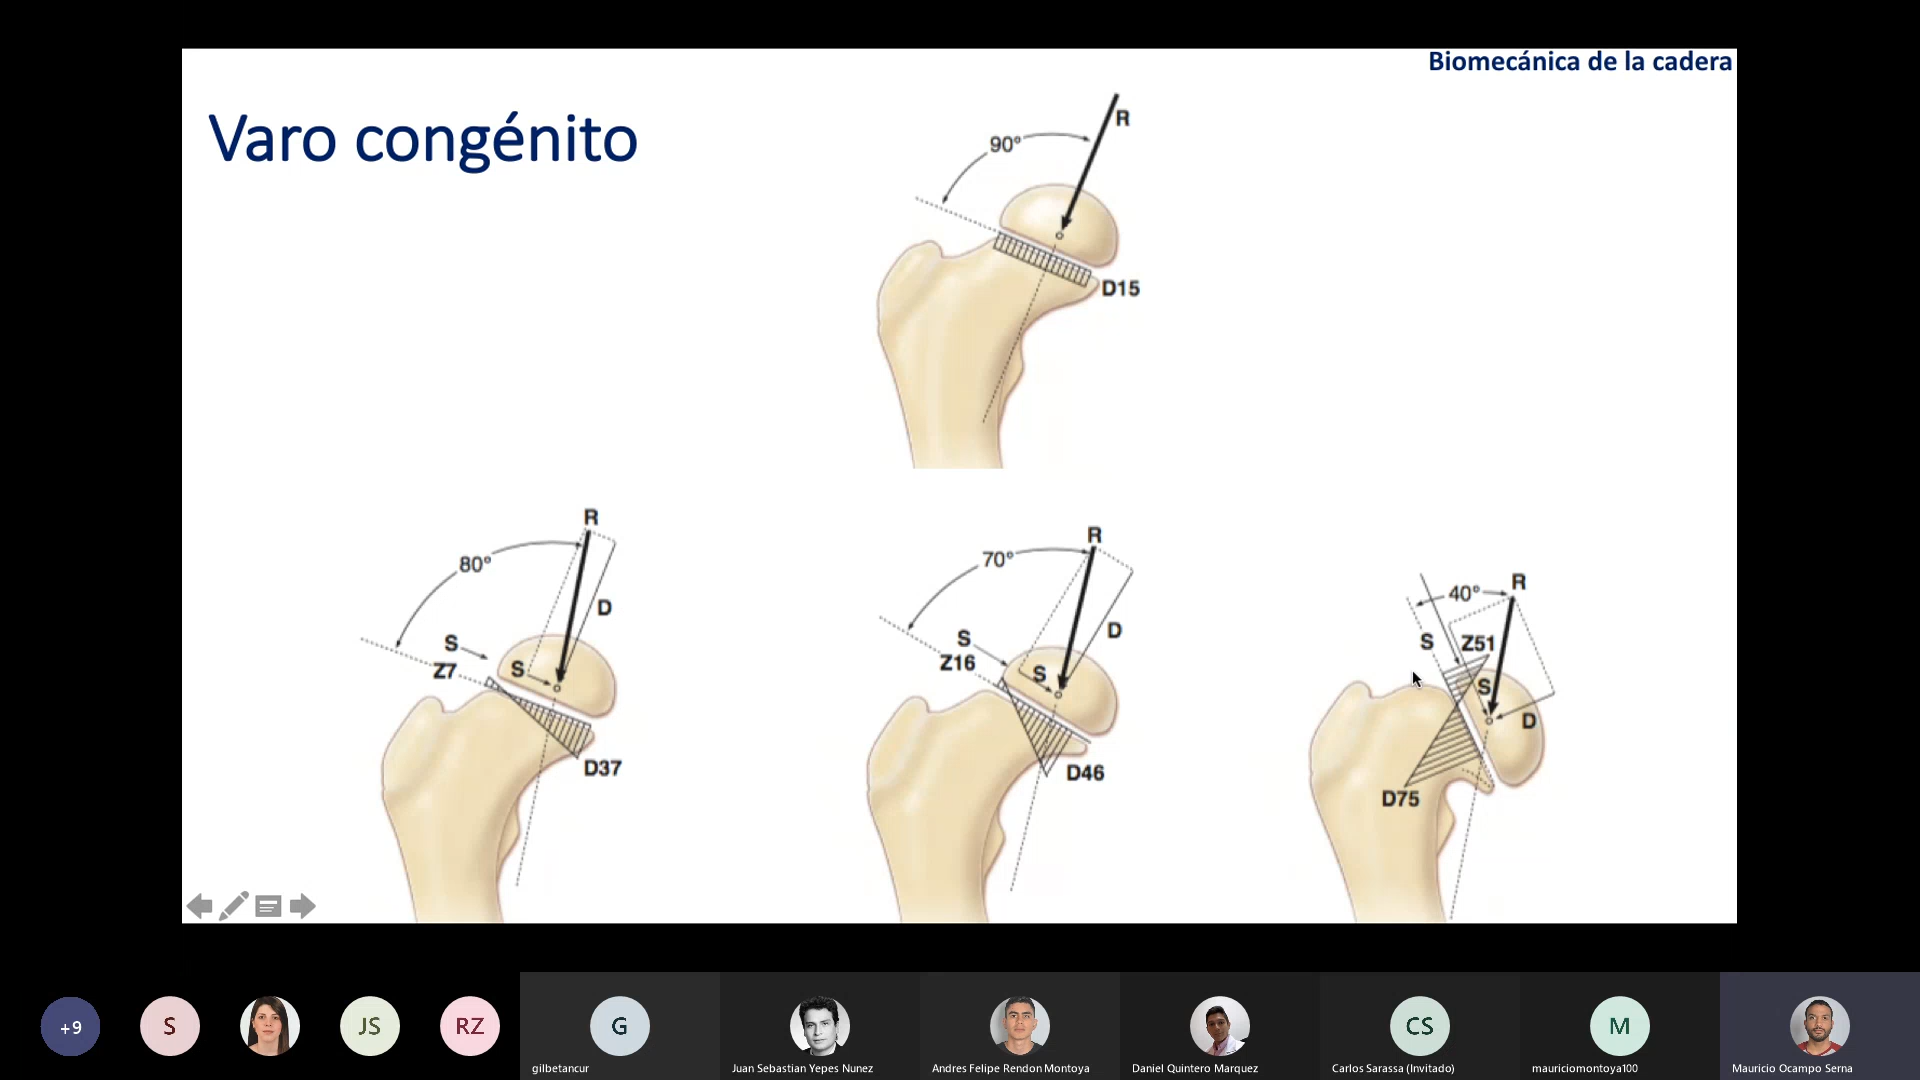 Biomecánica de la cadera
Varo congénito
R
90°
D15
R
80°
D
S
S
Z7
D37
R
70°
D
S
S
Z16
D46
R
40°
S
Z51
S
D
D75
+9
S
JS
RZ
G
CS
M
gilbetancur
Juan Sebastian Yepes Nunez
Andres Felipe Rendon Montoya
Daniel Quintero Marquez
Carlos Sarassa (Invitado)
mauriciomontoya100
Mauricio Ocampo Serna